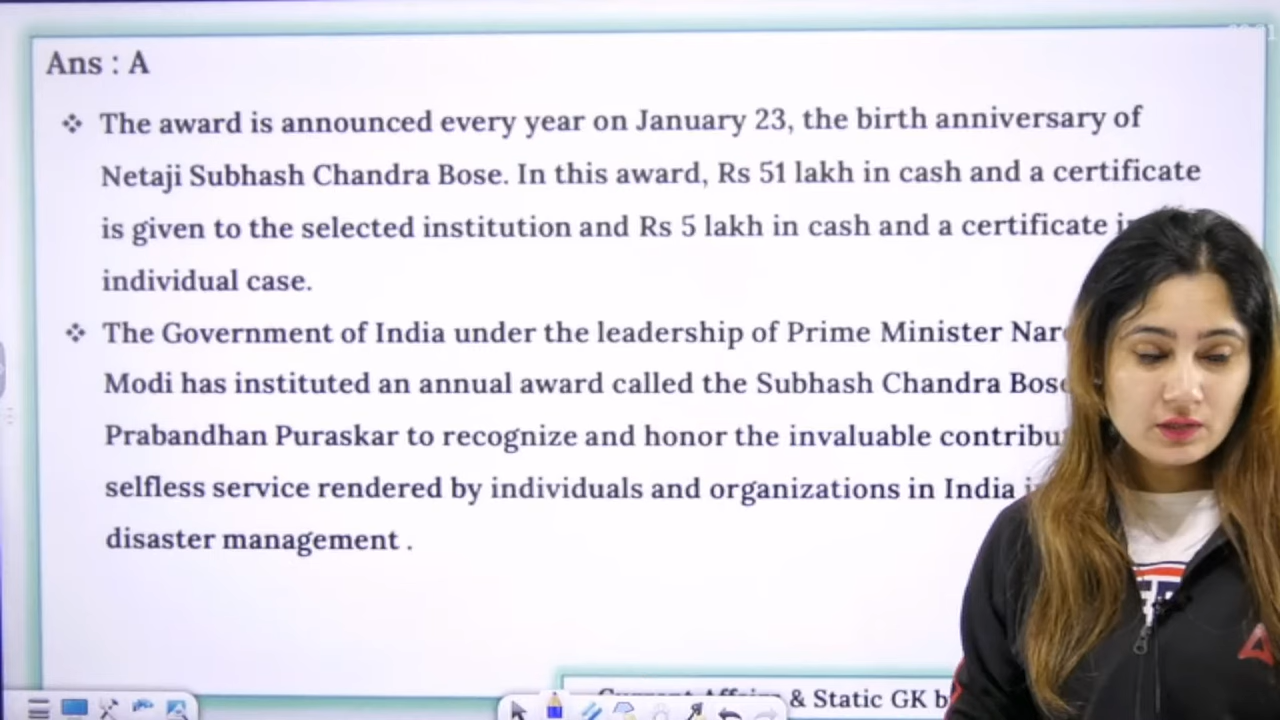 Ans : A
❖ The award is announced every year on January 23, the birth anniversary of
Netaji Subhash Chandra Bose. In this award, Rs 51 lakh in cash and a certificate
is given to the selected institution and Rs 5 lakh in cash and a certificate
individual case.
❖ The Government of India under the leadership of Prime Minister
Modi has instituted an annual award called the Subhash Chandra
Prabandhan Puraskar to recognize and honor the invaluable
selfless service rendered by individuals and organizations in India
disaster management .
Current Affairs & Static GK